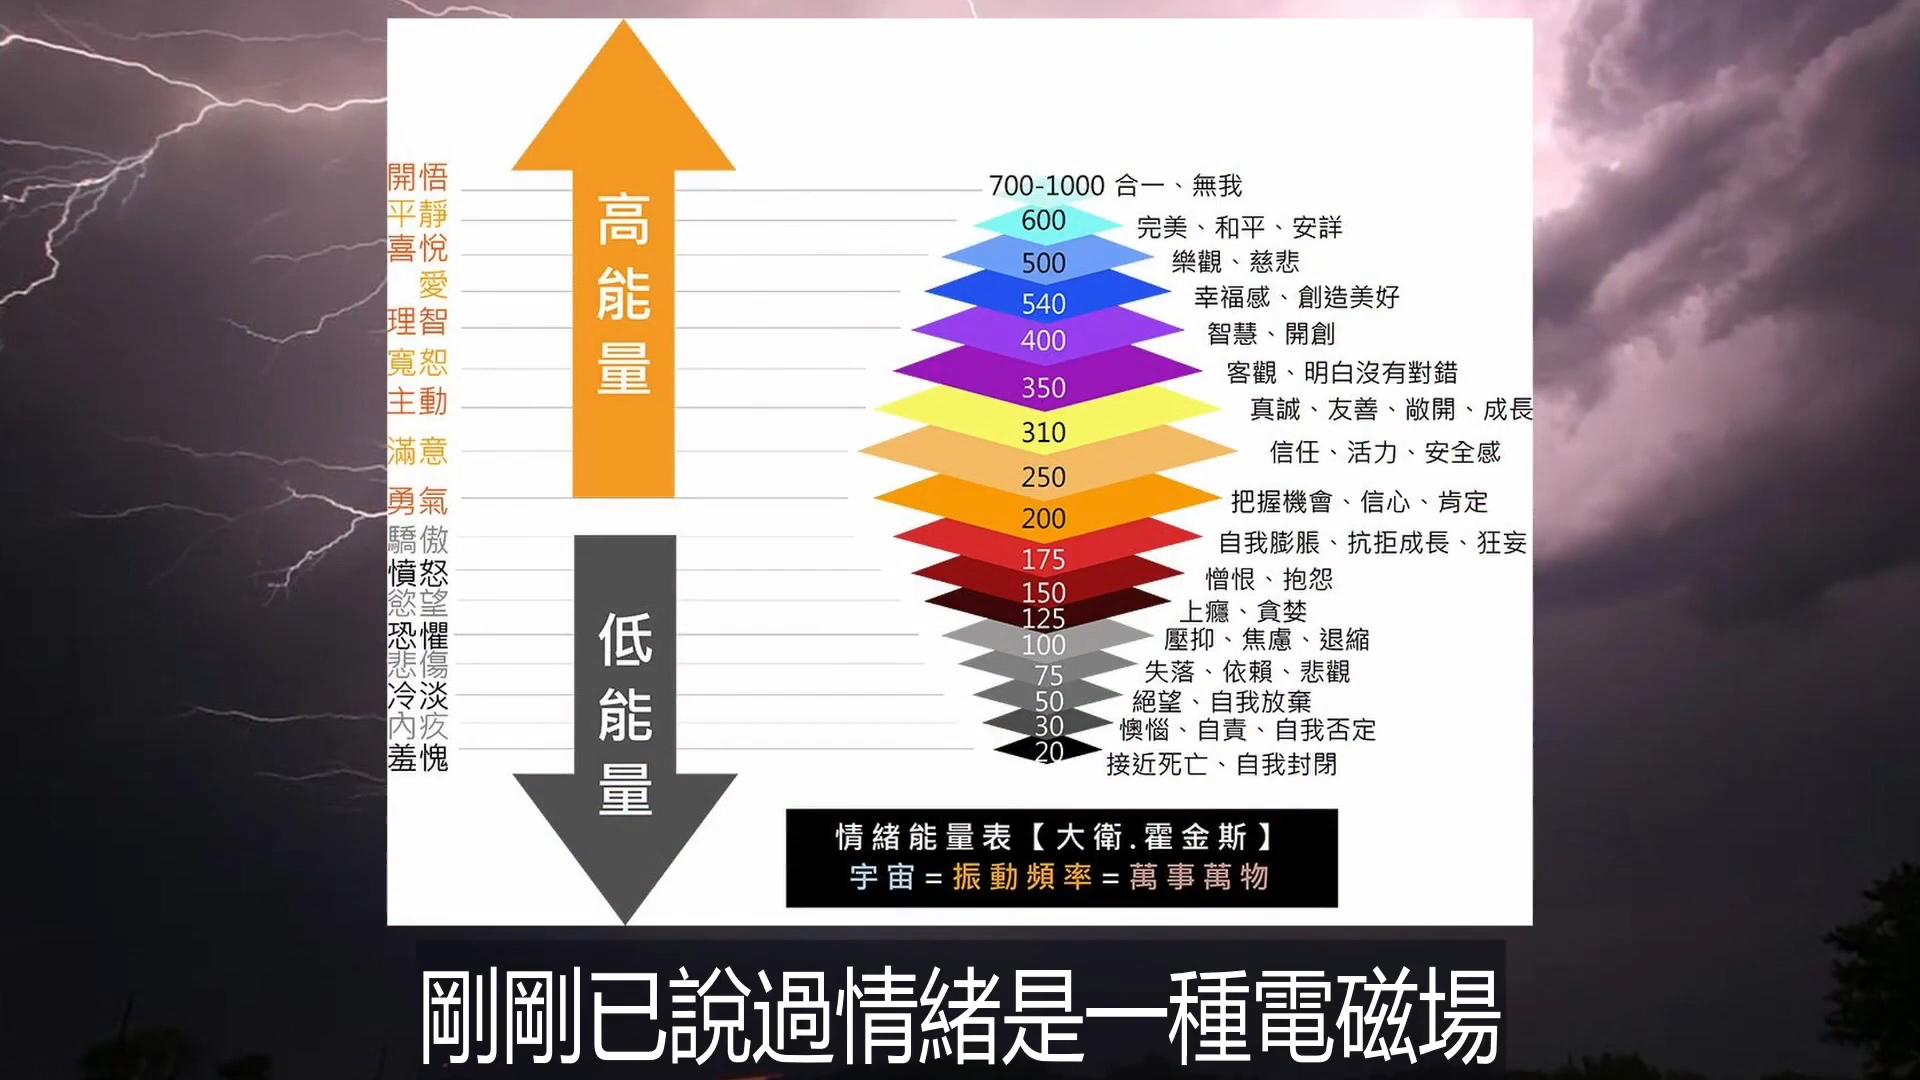 開悟 700-1000 合一、無我
平靜 600 完美、和平、安詳
喜悅 500 樂觀、慈悲
愛 540 幸福感、創造美好
理智 400 智慧、開創
寬恕 350 客觀、明白沒有對錯
主動 310 真誠、友善、敞開、成長
滿意 250 信任、活力、安全感
勇氣 200 把握機會、信心、肯定
驕傲 175 自我膨脹、抗拒成長、狂妄
憤怒 150 憎恨、抱怨
慾望 125 上癮、貪婪
恐懼 100 壓抑、焦慮、退縮
悲傷 75 失落、依賴、悲觀
冷淡 50 絕望、自我放棄
內疚 30 懊惱、自責、自我否定
羞愧 20 接近死亡、自我封閉
高能量
低能量
情緒能量表【大衛.霍金斯】
宇宙=振動頻率=萬事萬物
剛剛已說過情緒是一種電磁場